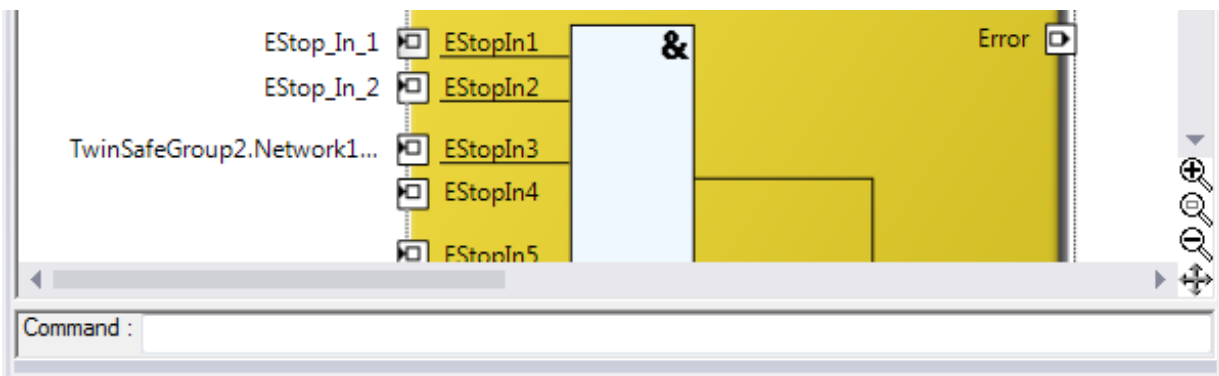 EStop_In_1 EStopIn1 & Error
EStop_In_2 EStopIn2
TwinSafeGroup2.Network1... EStopIn3
EStopIn4
EStopIn5
Command :